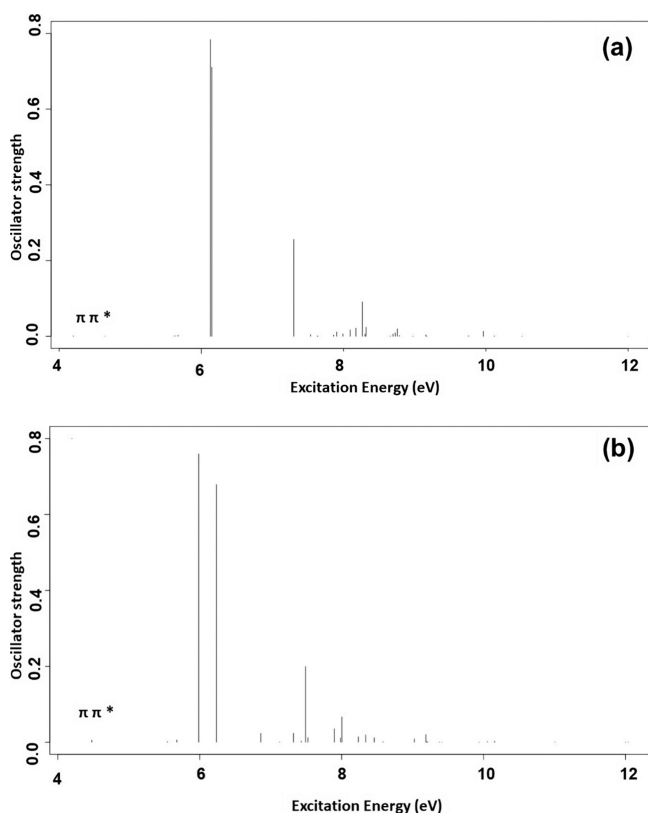 (a)
0.8
0.6
0.4
0.2
0.0
Oscillator strength
π π *
4 6 8 10 12
Excitation Energy (eV)
(b)
0.8
0.6
0.4
0.2
0.0
Oscillator strength
π π *
4 6 8 10 12
Excitation Energy (eV)